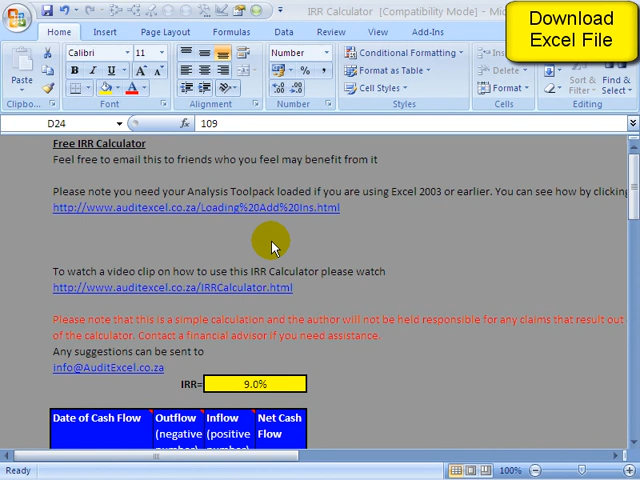 IRR Calculator [Compatibility Mode] - Mic
Download
Excel File
Home Insert Page Layout Formulas Data Review View Add-Ins
Calibri 11 Number Conditional Formatting
Paste B I U A A % , Format as Table Delete Sort & Find &
Cell Styles Filter Select
Clipboard Font Alignment Number Styles Cells Editing
D24 fx 109
Free IRR Calculator
Feel free to email this to friends who you feel may benefit from it
Please note you need your Analysis Toolpack loaded if you are using Excel 2003 or earlier. You can see how by clicking
http://www.auditexcel.co.za/Loading%20Add%20Ins.html
To watch a video clip on how to use this IRR Calculator please watch
http://www.auditexcel.co.za/IRRCalculator.html
Please note that this is a simple calculation and the author will not be held responsible for any claims that result out
of the calculator. Contact a financial advisor if you need assistance.
Any suggestions can be sent to
info@AuditExcel.co.za
IRR= 9.0%
Date of Cash Flow Outflow Inflow Net Cash
(negative (positive Flow
number) number)
Ready 100%